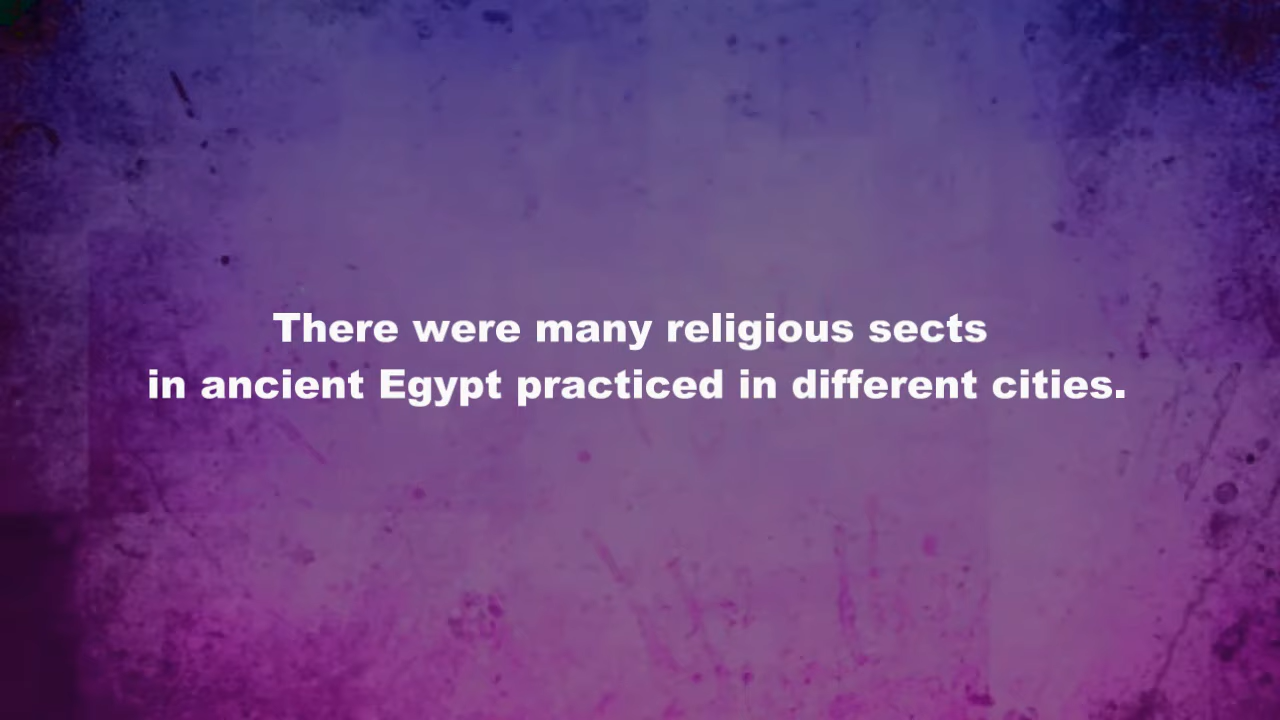 There were many religious sects
in ancient Egypt practiced in different cities.